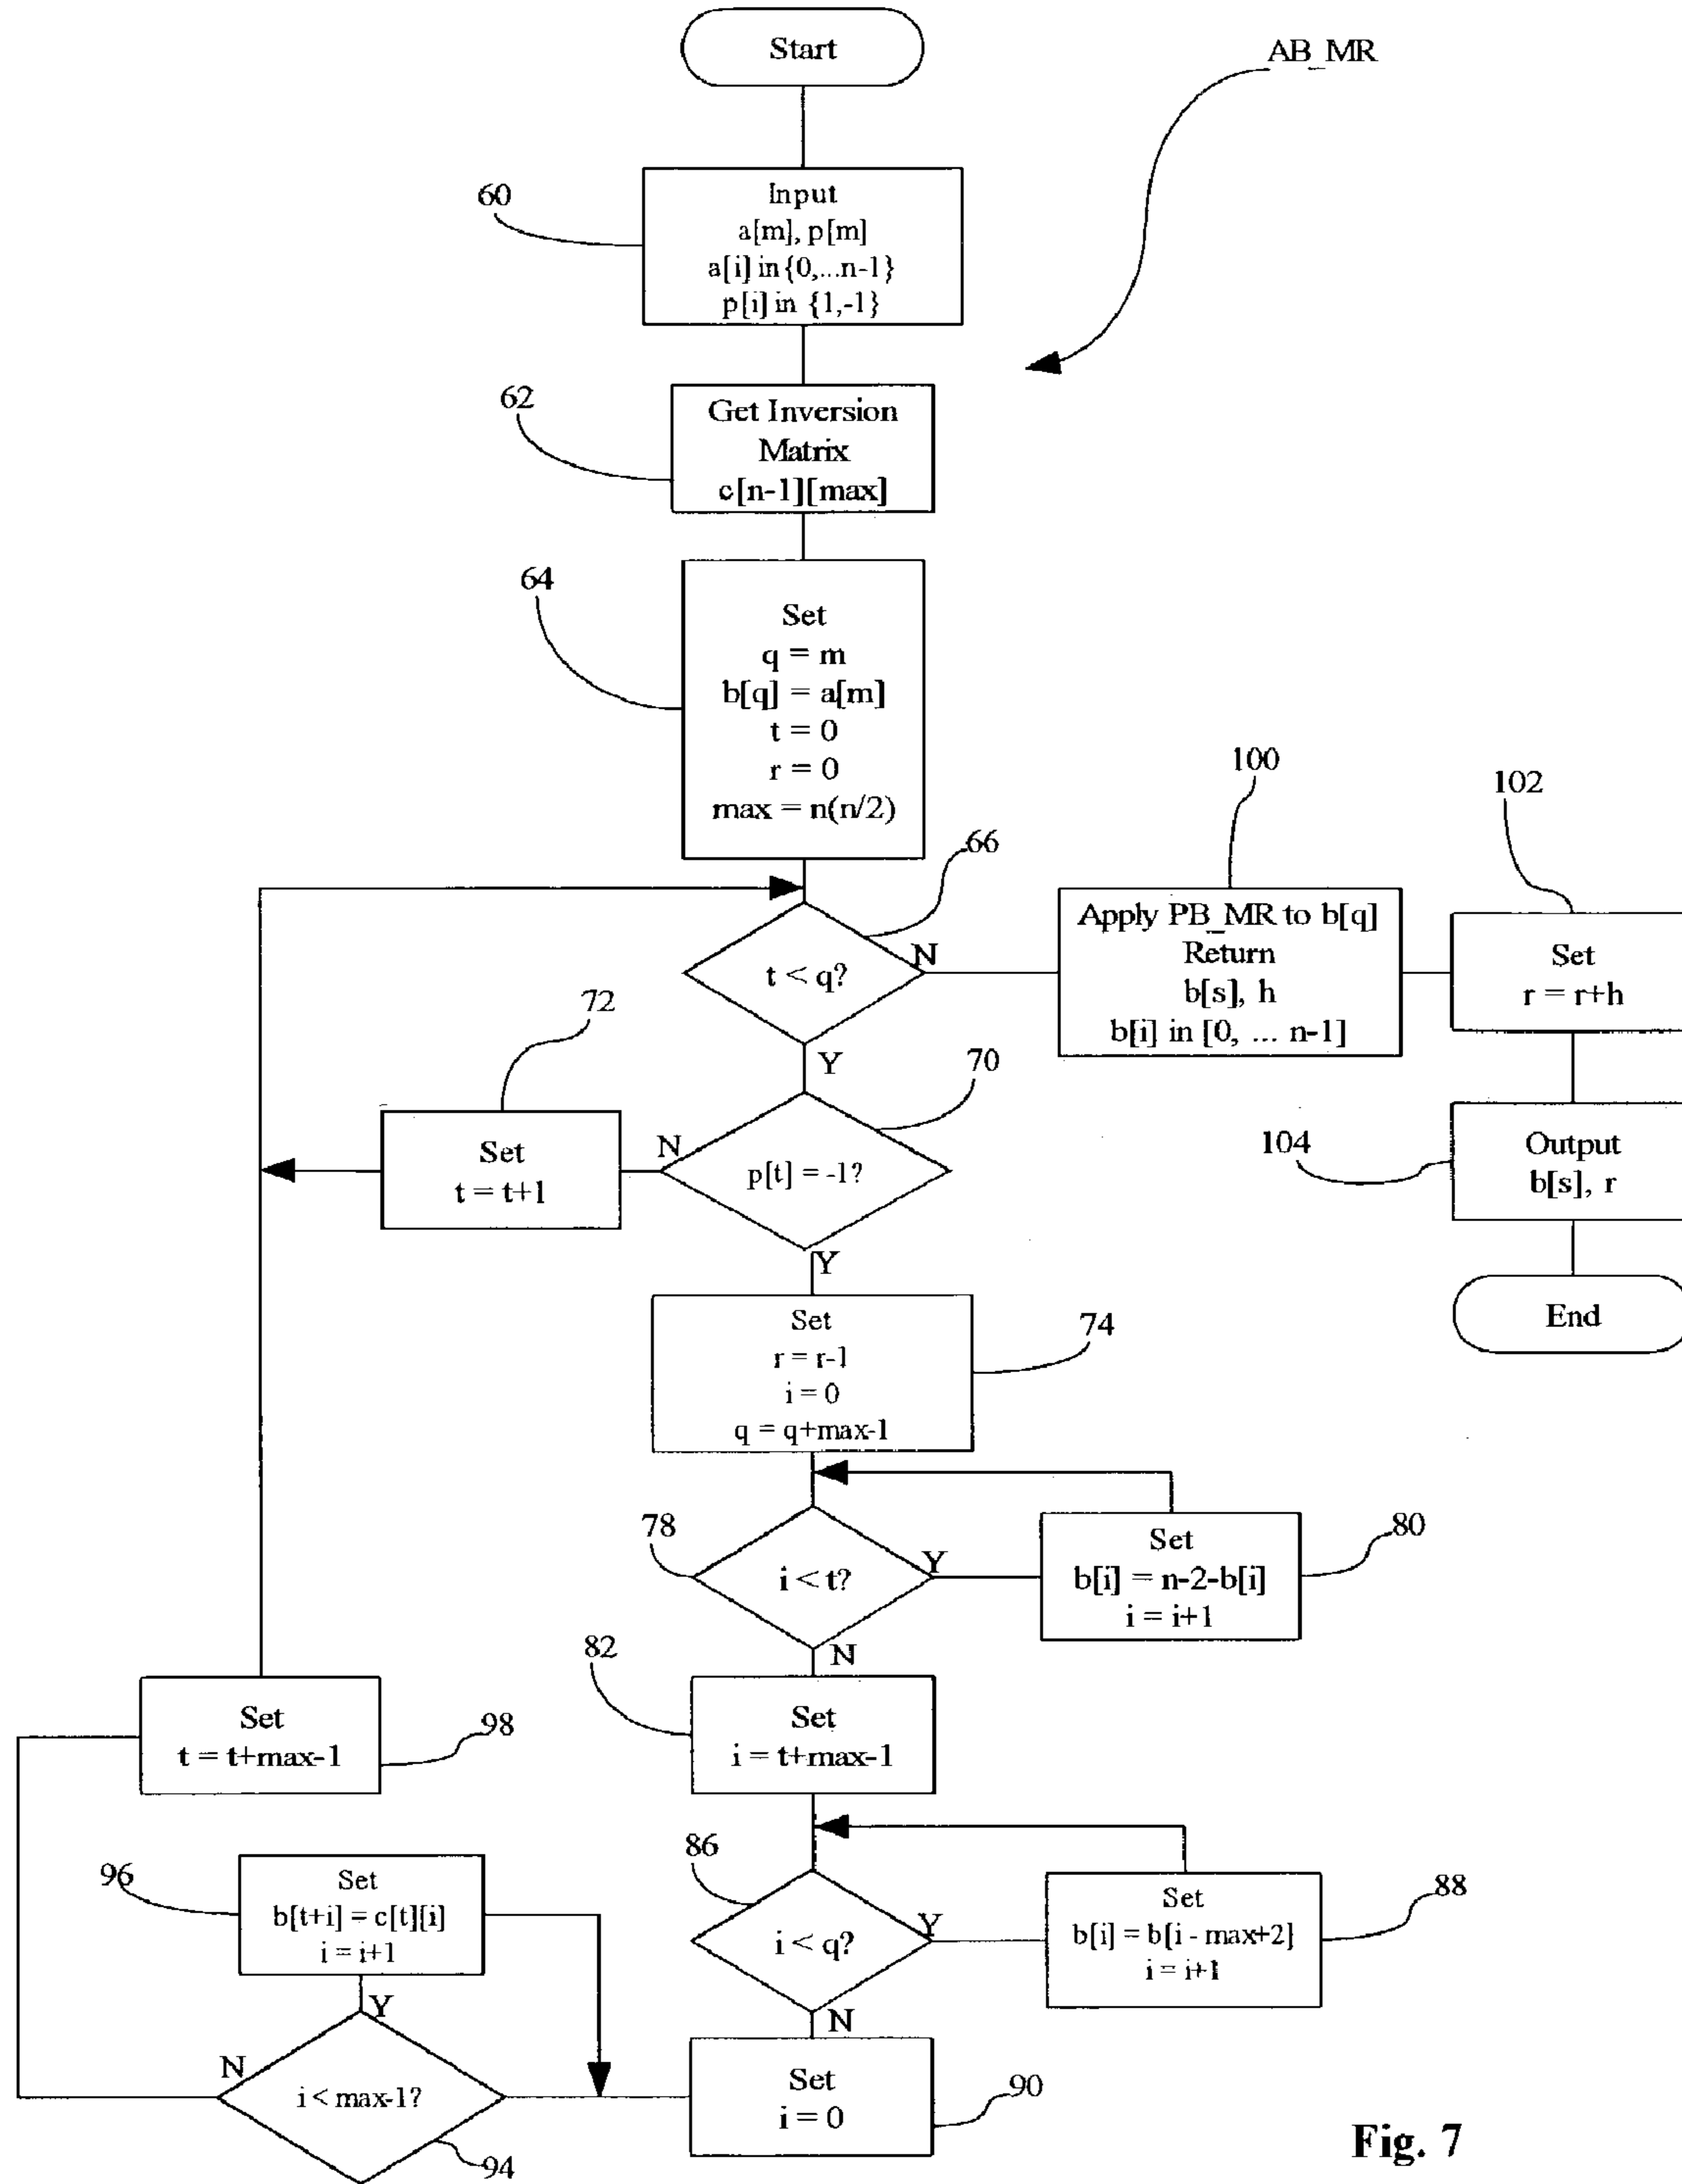 Start
AB_MR
60
Input
a[m], p[m]
a[i] in{0,...n-1}
p[i] in {1,-1}
62
Get Inversion
Matrix
c[n-1][max]
64
Set
q = m
b[q] = a[m]
t = 0
r = 0
max = n(n/2)
66
t < q?
N
Y
100
Apply PB_MR to b[q]
Return
b[s], h
b[i] in [0, ... n-1]
102
Set
r = r+h
104
Output
b[s], r
End
72
Set
t = t+1
N
70
p[t] = -1?
Y
74
Set
r = r-1
i = 0
q = q+max-1
78
i < t?
Y
N
80
Set
b[i] = n-2-b[i]
i = i+1
82
Set
i = t+max-1
98
Set
t = t+max-1
86
i < q?
Y
N
88
Set
b[i] = b[i - max+2]
i = i+1
96
Set
b[t+i] = c[t][i]
i = i+1
Y
N
i < max-1?
94
Set
i = 0
90
Fig. 7